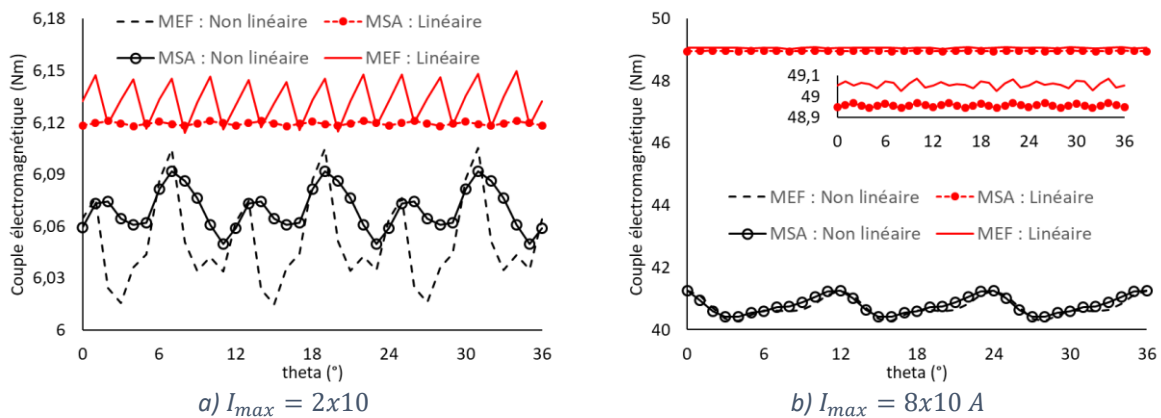 6,18
6,15
6,12
6,09
6,06
6,03
6
Couple électromagnétique (Nm)
MEF : Non linéaire
MSA : Linéaire
MSA : Non linéaire
MEF : Linéaire
0 6 12 18 24 30 36
theta (°)
a) I_max = 2x10
50
48
46
44
42
40
Couple électromagnétique (Nm)
49,1
49
48,9
0 6 12 18 24 30 36
MEF : Non linéaire
MSA : Linéaire
MSA : Non linéaire
MEF : Linéaire
0 6 12 18 24 30 36
theta (°)
b) I_max = 8x10 A